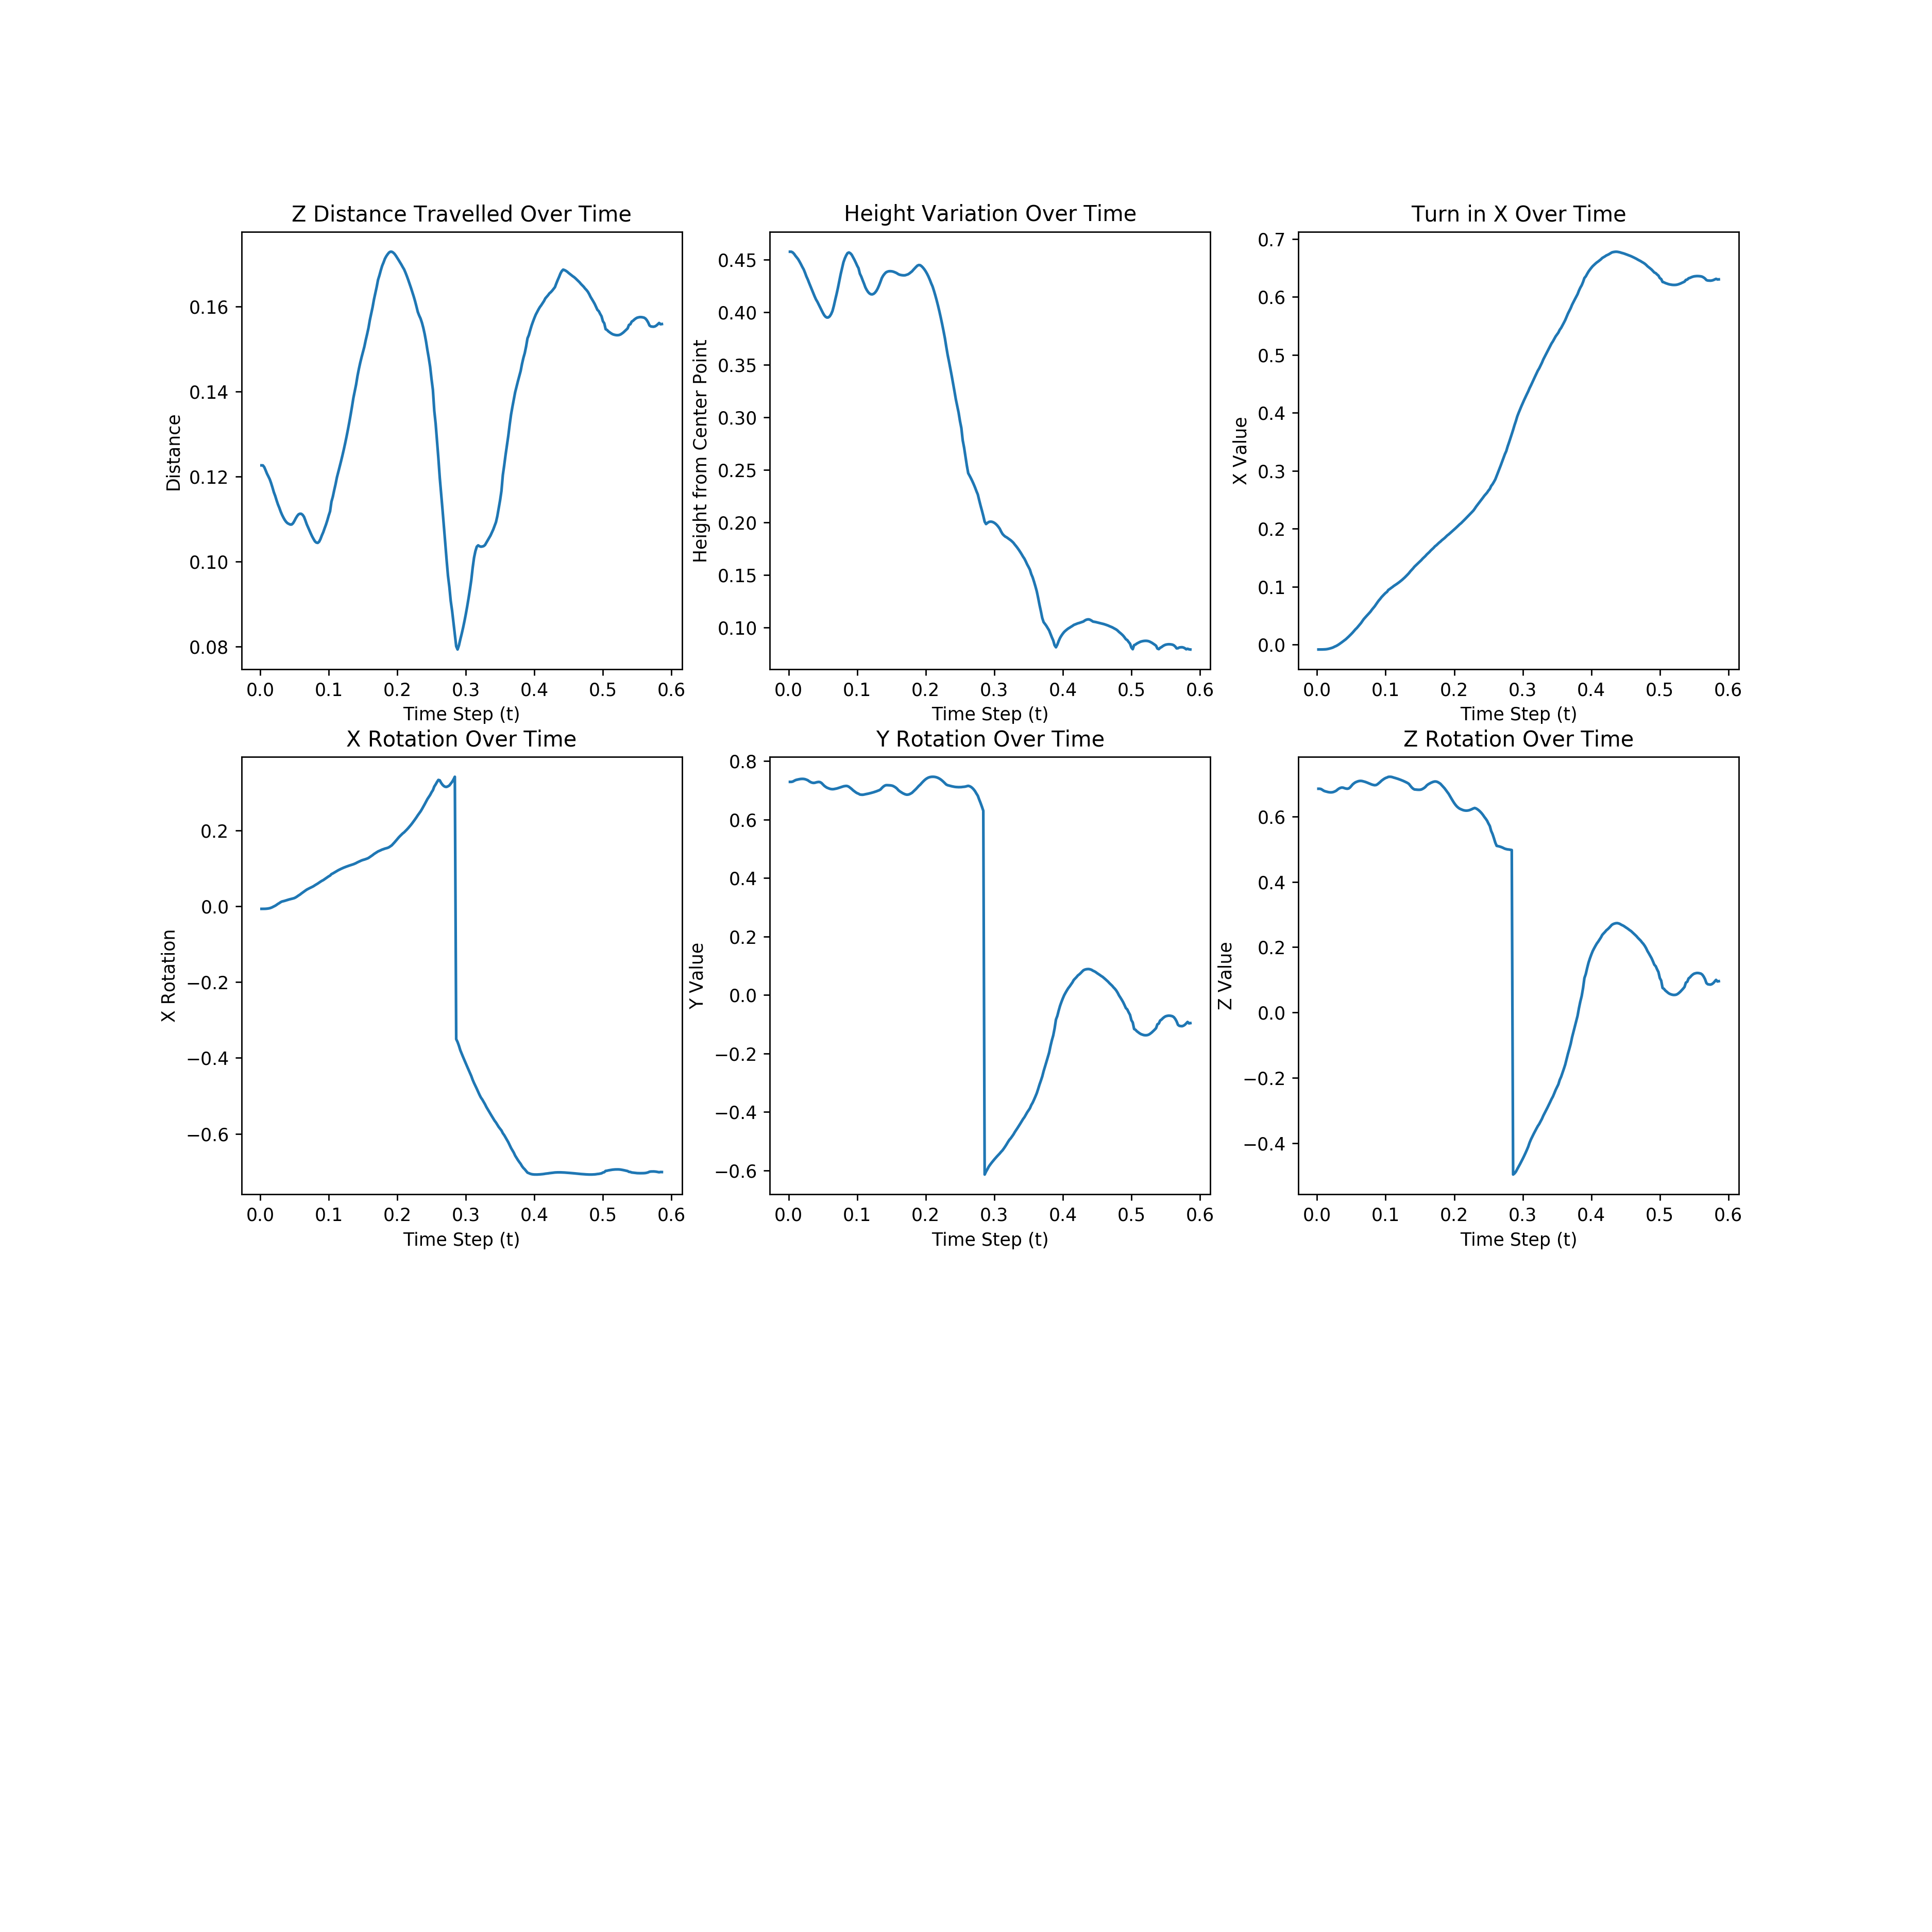 Z Distance Travelled Over Time
Distance
0.16
0.14
0.12
0.10
0.08
0.0 0.1 0.2 0.3 0.4 0.5 0.6
Time Step (t)
Height Variation Over Time
Height from Center Point
0.45
0.40
0.35
0.30
0.25
0.20
0.15
0.10
0.0 0.1 0.2 0.3 0.4 0.5 0.6
Time Step (t)
Turn in X Over Time
X Value
0.7
0.6
0.5
0.4
0.3
0.2
0.1
0.0
0.0 0.1 0.2 0.3 0.4 0.5 0.6
Time Step (t)
X Rotation Over Time
X Rotation
0.2
0.0
−0.2
−0.4
−0.6
0.0 0.1 0.2 0.3 0.4 0.5 0.6
Time Step (t)
Y Rotation Over Time
Y Value
0.8
0.6
0.4
0.2
0.0
−0.2
−0.4
−0.6
0.0 0.1 0.2 0.3 0.4 0.5 0.6
Time Step (t)
Z Rotation Over Time
Z Value
0.6
0.4
0.2
0.0
−0.2
−0.4
0.0 0.1 0.2 0.3 0.4 0.5 0.6
Time Step (t)